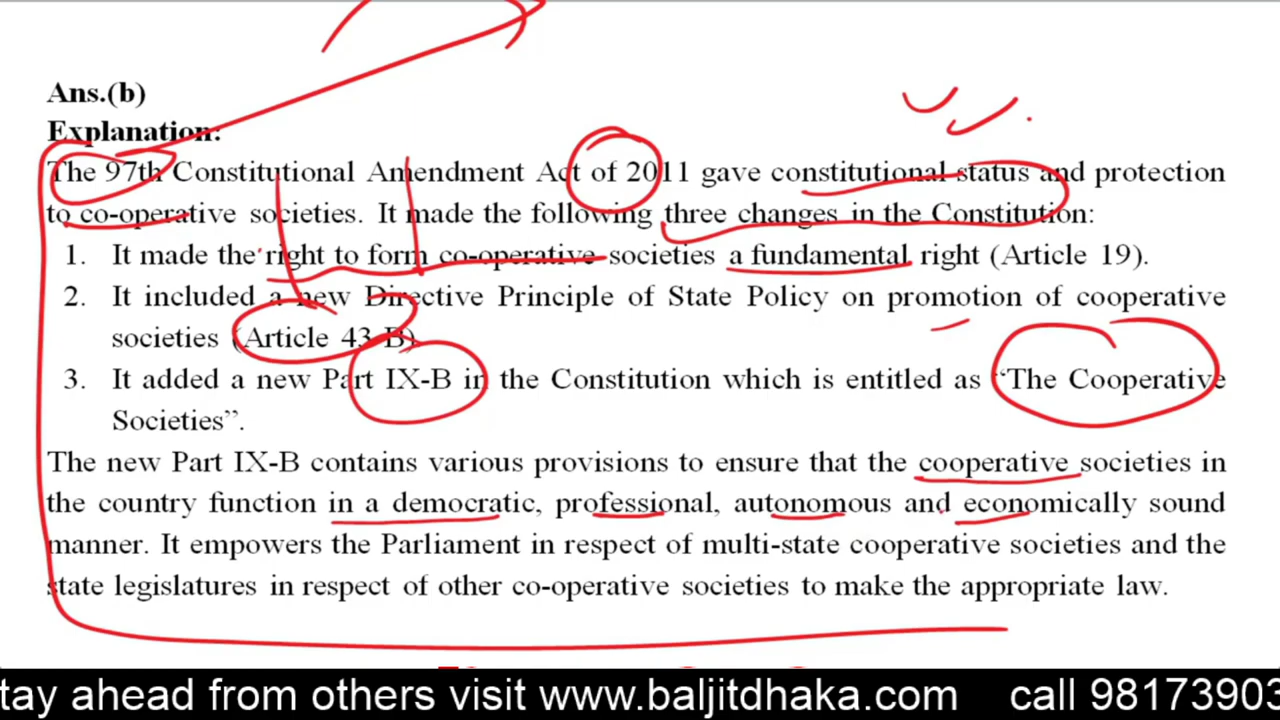 Ans.(b)
Explanation:
The 97th Constitutional Amendment Act of 2011 gave constitutional status and protection
to co-operative societies. It made the following three changes in the Constitution:
1. It made the right to form co-operative societies a fundamental right (Article 19).
2. It included a new Directive Principle of State Policy on promotion of cooperative
societies (Article 43-B).
3. It added a new Part IX-B in the Constitution which is entitled as “The Cooperative
Societies”.
The new Part IX-B contains various provisions to ensure that the cooperative societies in
the country function in a democratic, professional, autonomous and economically sound
manner. It empowers the Parliament in respect of multi-state cooperative societies and the
state legislatures in respect of other co-operative societies to make the appropriate law.
tay ahead from others visit www.baljitdhaka.com call 98173903